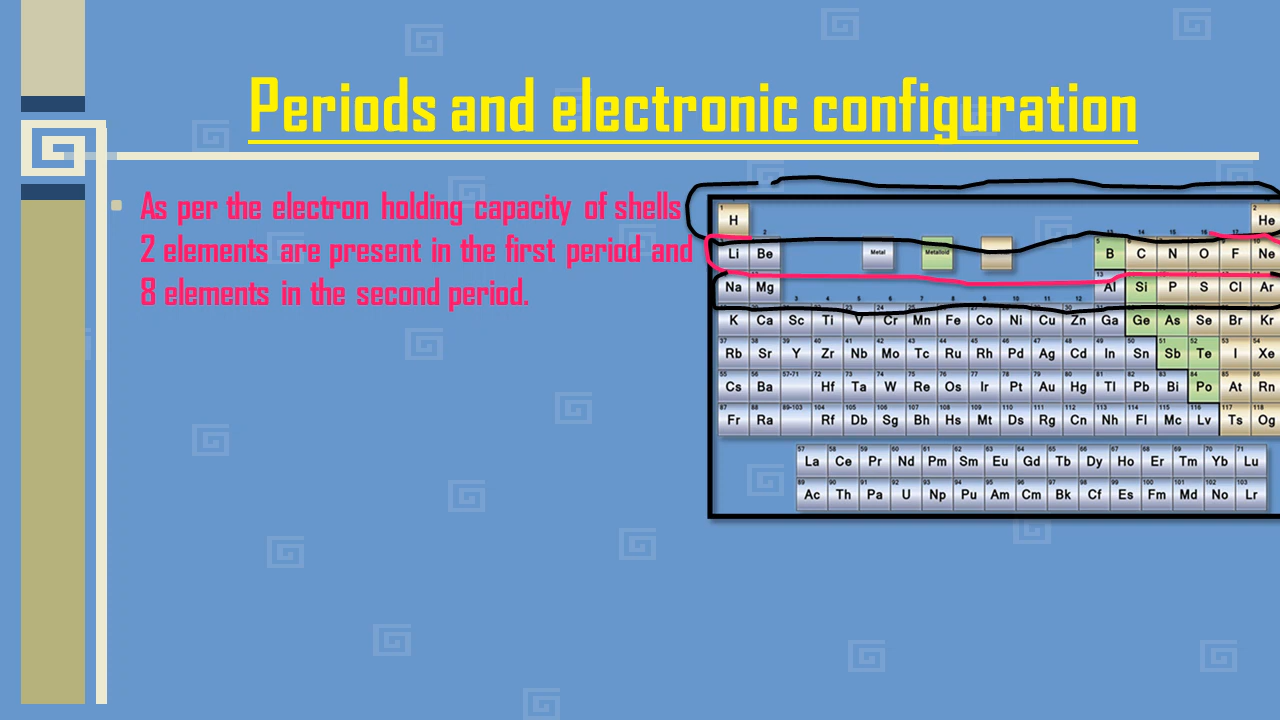 Periods and electronic configuration
As per the electron holding capacity of shells
2 elements are present in the first period and
8 elements in the second period.
H He
Li Be Metal Metalloid B C N O F Ne
Na Mg Al Si P S Cl Ar
K Ca Sc Ti V Cr Mn Fe Co Ni Cu Zn Ga Ge As Se Br Kr
Rb Sr Y Zr Nb Mo Tc Ru Rh Pd Ag Cd In Sn Sb Te I Xe
Cs Ba 57-71 Hf Ta W Re Os Ir Pt Au Hg Tl Pb Bi Po At Rn
Fr Ra 89-103 Rf Db Sg Bh Hs Mt Ds Rg Cn Nh Fl Mc Lv Ts Og
La Ce Pr Nd Pm Sm Eu Gd Tb Dy Ho Er Tm Yb Lu
Ac Th Pa U Np Pu Am Cm Bk Cf Es Fm Md No Lr